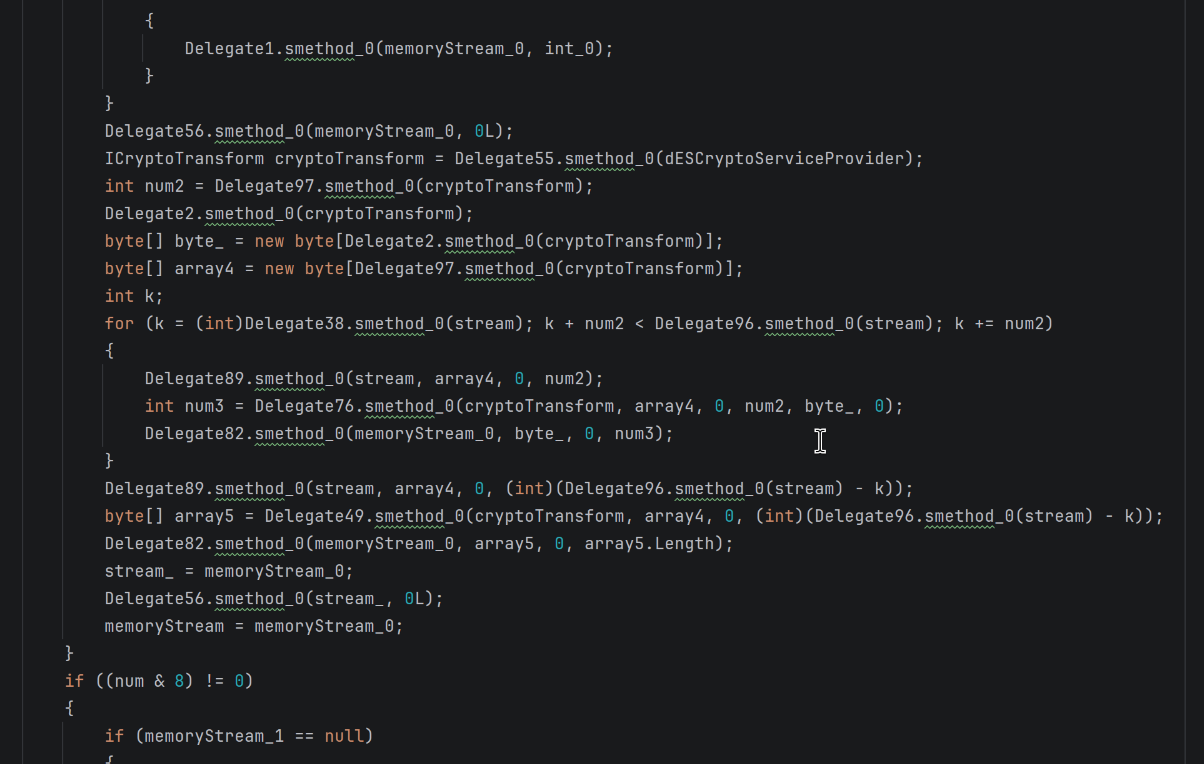 {
Delegate1.smethod_0(memoryStream_0, int_0);
}
}
Delegate56.smethod_0(memoryStream_0, 0L);
ICryptoTransform cryptoTransform = Delegate55.smethod_0(dESCryptoServiceProvider);
int num2 = Delegate97.smethod_0(cryptoTransform);
Delegate2.smethod_0(cryptoTransform);
byte[] byte_ = new byte[Delegate2.smethod_0(cryptoTransform)];
byte[] array4 = new byte[Delegate97.smethod_0(cryptoTransform)];
int k;
for (k = (int)Delegate38.smethod_0(stream); k + num2 < Delegate96.smethod_0(stream); k += num2)
{
Delegate89.smethod_0(stream, array4, 0, num2);
int num3 = Delegate76.smethod_0(cryptoTransform, array4, 0, num2, byte_, 0);
Delegate82.smethod_0(memoryStream_0, byte_, 0, num3);
}
Delegate89.smethod_0(stream, array4, 0, (int)(Delegate96.smethod_0(stream) - k));
byte[] array5 = Delegate49.smethod_0(cryptoTransform, array4, 0, (int)(Delegate96.smethod_0(stream) - k));
Delegate82.smethod_0(memoryStream_0, array5, 0, array5.Length);
stream_ = memoryStream_0;
Delegate56.smethod_0(stream_, 0L);
memoryStream = memoryStream_0;
}
if ((num & 8) != 0)
{
if (memoryStream_1 == null)
{